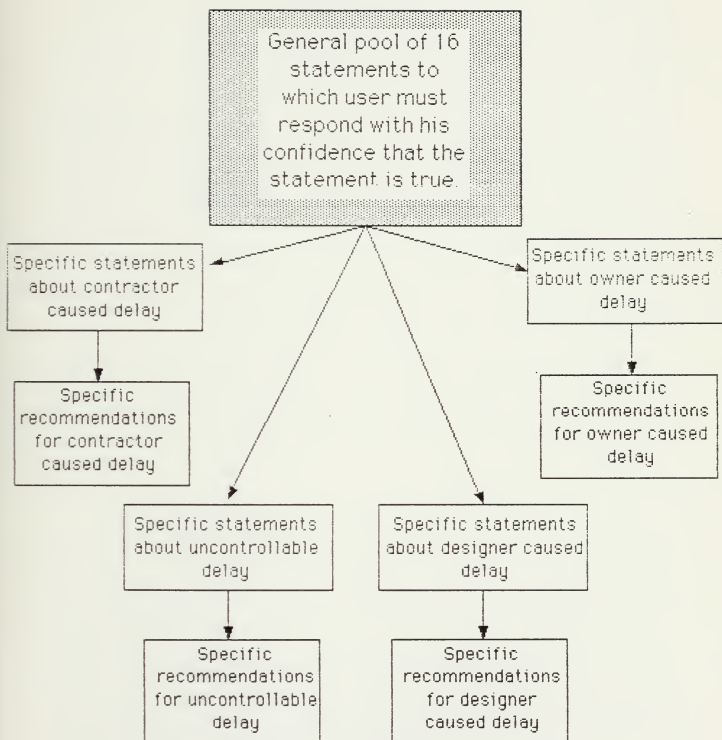 General pool of 16
statements to
which user must
respond with his
confidence that the
statement is true.
Specific statements
about contractor
caused delay
Specific
recommendations
for contractor
caused delay
Specific statements
about owner caused
delay
Specific
recommendations
for owner caused
delay
Specific statements
about uncontrollable
delay
Specific
recommendations
for uncontrollable
delay
Specific statements
about designer caused
delay
Specific
recommendations
for designer
caused delay